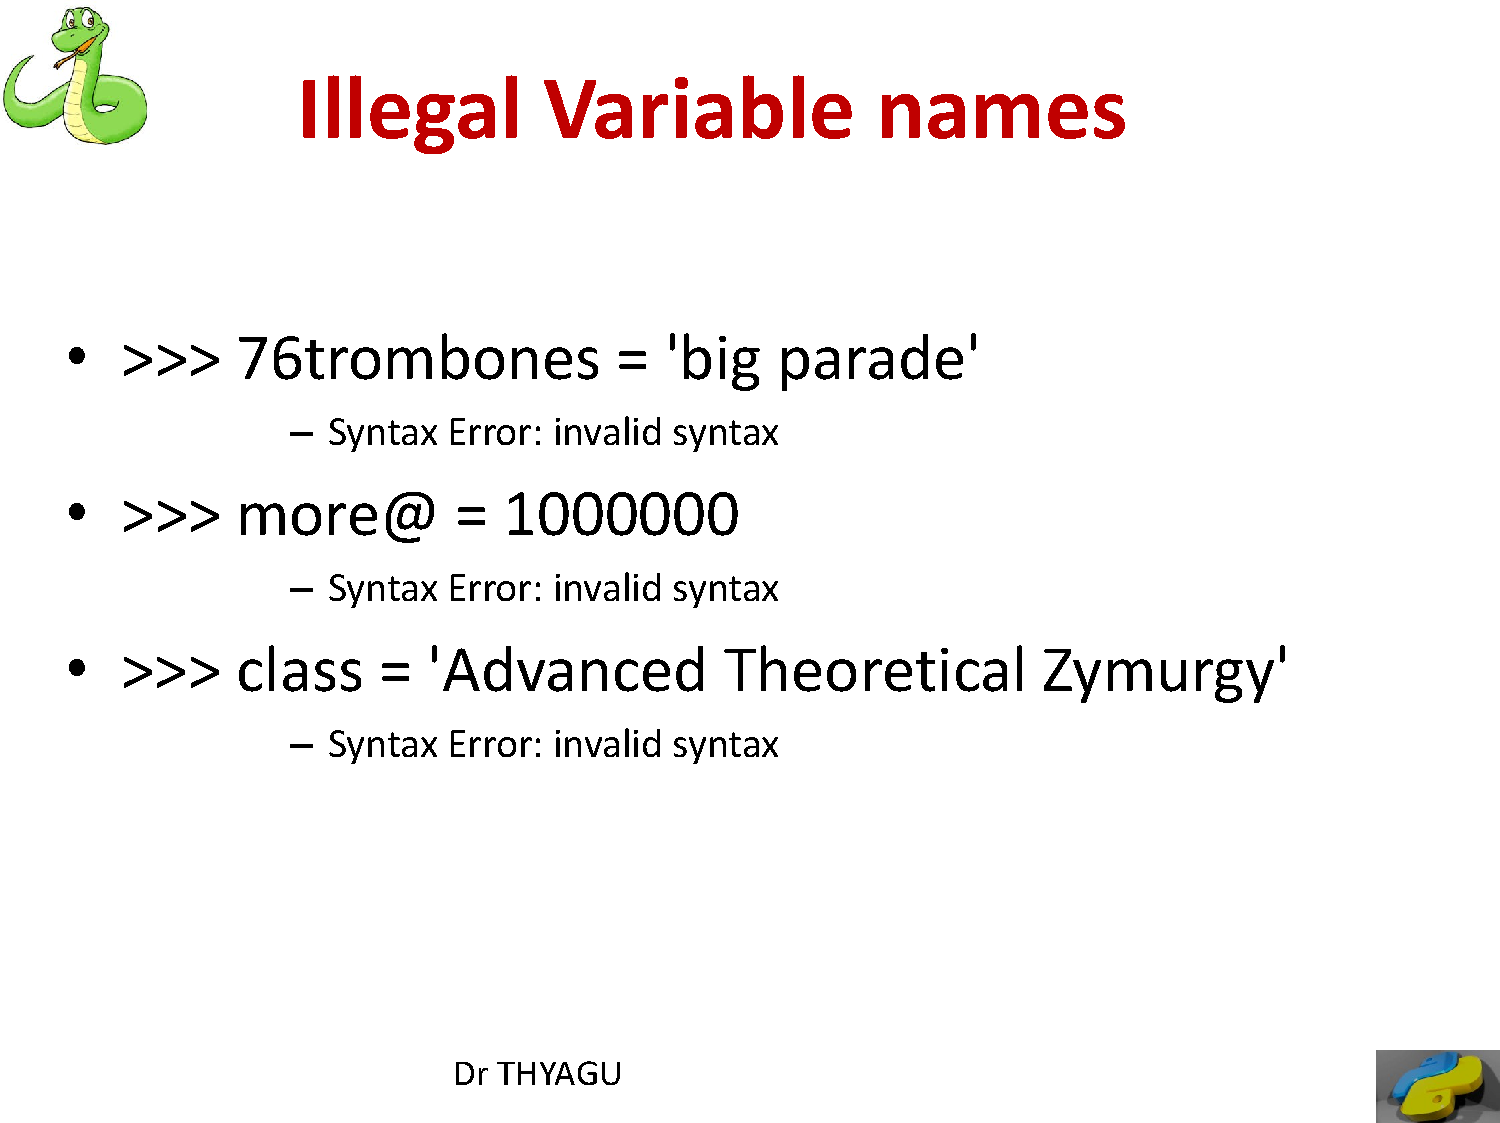 Illegal Variable names
• >>> 76trombones = 'big parade'
– Syntax Error: invalid syntax
• >>> more@ = 1000000
– Syntax Error: invalid syntax
• >>> class = 'Advanced Theoretical Zymurgy'
– Syntax Error: invalid syntax
Dr THYAGU